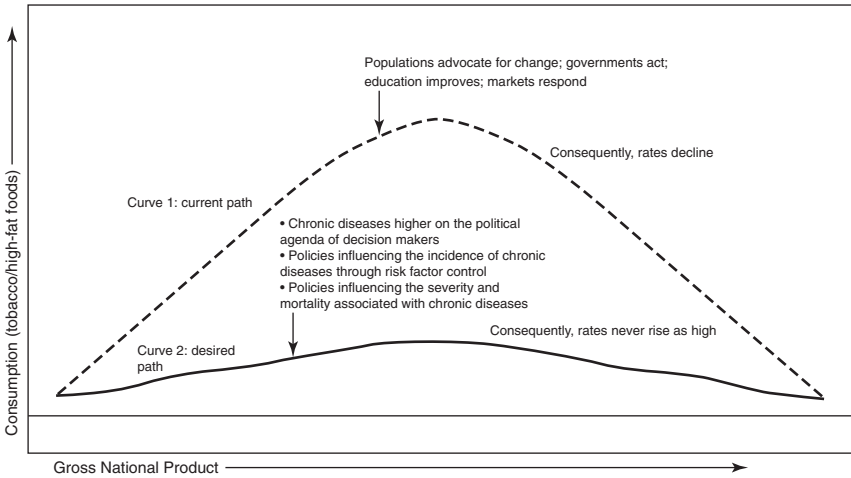 Populations advocate for change; governments act;
education improves; markets respond
Consequently, rates decline
Curve 1: current path
• Chronic diseases higher on the political
agenda of decision makers
• Policies influencing the incidence of chronic
diseases through risk factor control
• Policies influencing the severity and
mortality associated with chronic diseases
Consequently, rates never rise as high
Curve 2: desired
path
Consumption (tobacco/high-fat foods)
Gross National Product